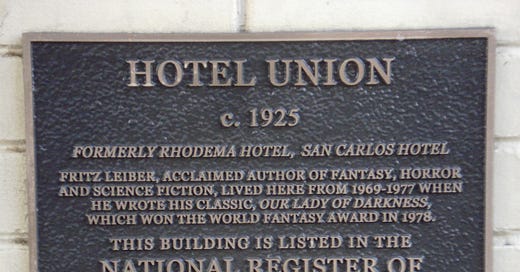 HOTEL UNION
c. 1925
FORMERLY RHODEMA HOTEL, SAN CARLOS HOTEL
FRITZ LEIBER, ACCLAIMED AUTHOR OF FANTASY, HORROR
AND SCIENCE FICTION, LIVED HERE FROM 1969-1977 WHEN
HE WROTE HIS CLASSIC, OUR LADY OF DARKNESS,
WHICH WON THE WORLD FANTASY AWARD IN 1978.
THIS BUILDING IS LISTED IN THE
NATIONAL REGISTER OF